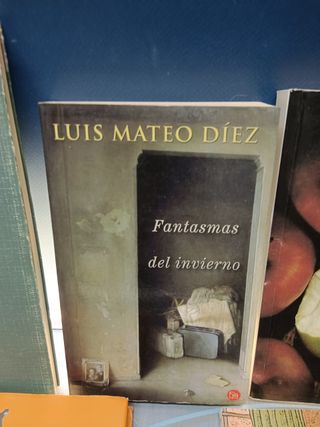 LUIS MATEO DÍEZ
Fantasmas
del invierno